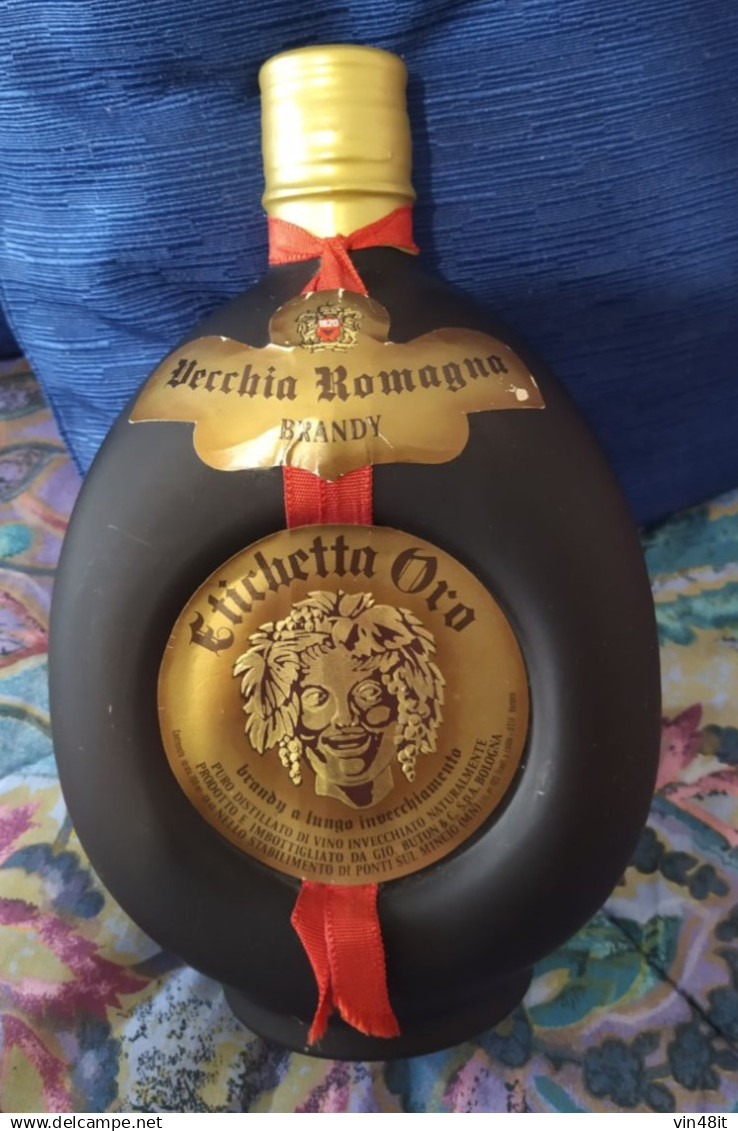 1820
Vecchia Romagna
BRANDY
Etichetta Oro
brandy a lungo invecchiamento
PURO DISTILLATO DI VINO INVECCHIATO NATURALMENTE
PRODOTTO E IMBOTTIGLIATO DA GIO. BUTON & C. S.P.A. BOLOGNA
NELLO STABILIMENTO DI PONTI SUL MINCIO (MN)
delcampe.net
vin48it